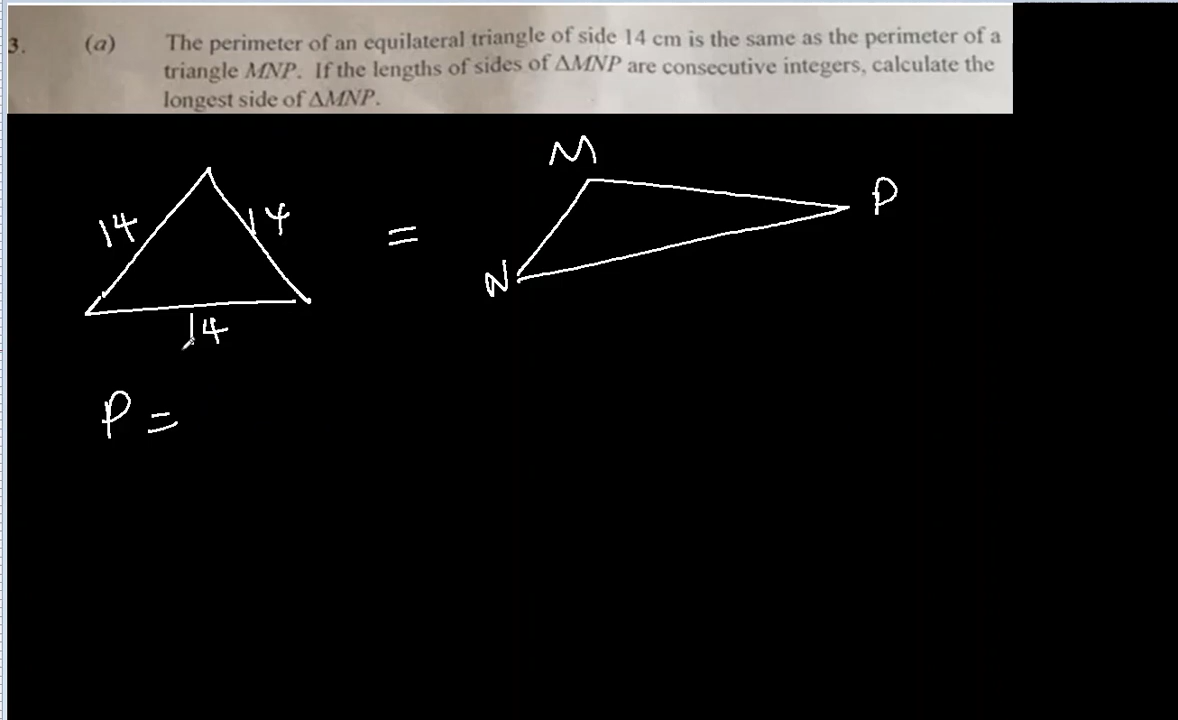 3. (a) The perimeter of an equilateral triangle of side 14 cm is the same as the perimeter of a
triangle MNP. If the lengths of sides of ΔMNP are consecutive integers, calculate the
longest side of ΔMNP.
M
P
14
14
=
N
14
P =